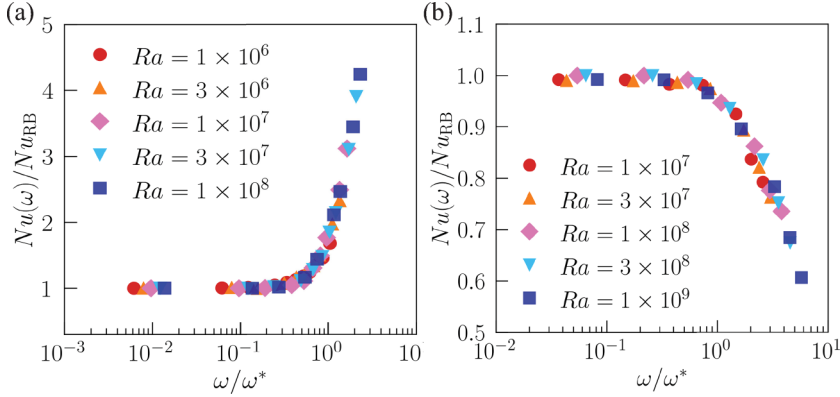 (a)
5
4
3
2
1
Nu(ω)/Nu_RB
Ra = 1 × 10^6
Ra = 3 × 10^6
Ra = 1 × 10^7
Ra = 3 × 10^7
Ra = 1 × 10^8
10^−3 10^−2 10^−1 10^0 10
ω/ω*
(b)
1.1
1.0
0.9
0.8
0.7
0.6
0.5
Nu(ω)/Nu_RB
Ra = 1 × 10^7
Ra = 3 × 10^7
Ra = 1 × 10^8
Ra = 3 × 10^8
Ra = 1 × 10^9
10^−2 10^−1 10^0 10^1
ω/ω*